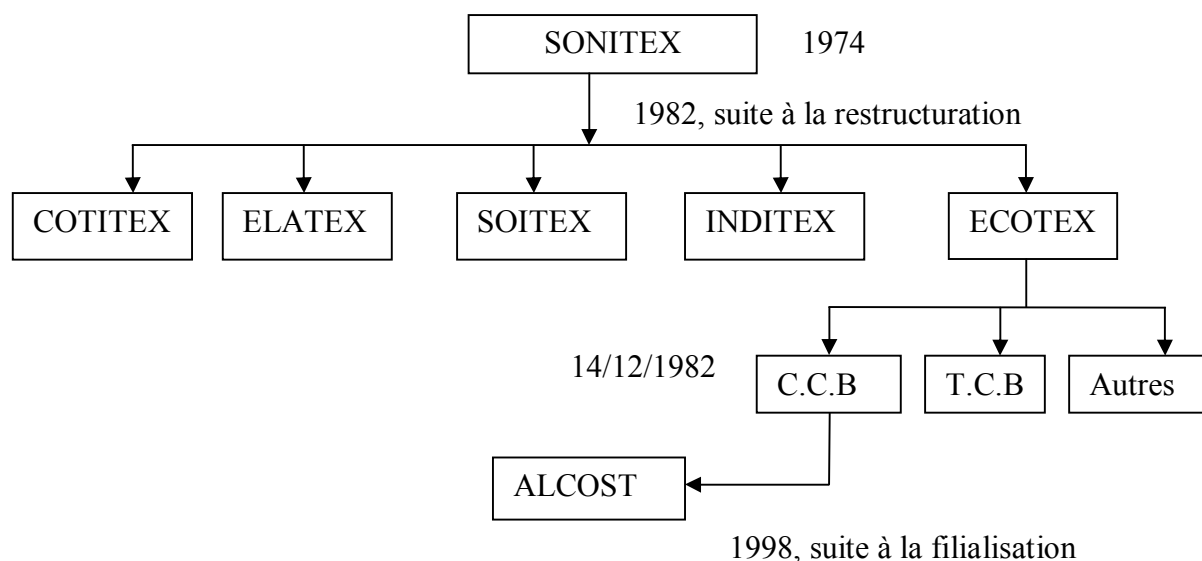 SONITEX 1974
1982, suite à la restructuration
COTITEX ELATEX SOITEX INDITEX ECOTEX
14/12/1982 C.C.B T.C.B Autres
ALCOST
1998, suite à la filialisation